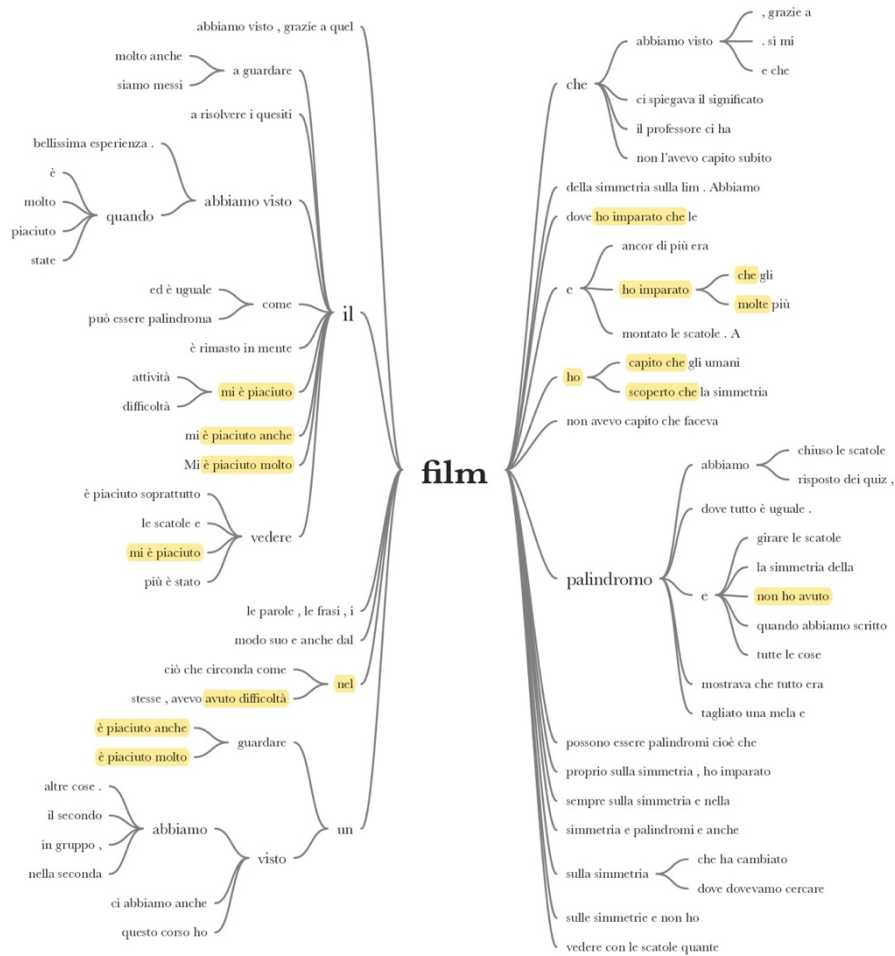 abbiamo visto , grazie a quel
molto anche
siamo messi
a guardare
a risolvere i quesiti
bellissima esperienza .
è
molto
piaciuto
state
quando
abbiamo visto
ed è uguale
può essere palindroma
come
è rimasto in mente
attività
difficoltà
mi è piaciuto
mi è piaciuto anche
Mi è piaciuto molto
è piaciuto soprattutto
le scatole e
mi è piaciuto
più è stato
vedere
il
le parole , le frasi , i
modo suo e anche dal
ciò che circonda come
stesse , avevo avuto difficoltà
nel
è piaciuto anche
è piaciuto molto
guardare
altre cose .
il secondo
in gruppo ,
nella seconda
abbiamo
ci abbiamo anche
questo corso ho
visto
un
film
che
abbiamo visto
, grazie a
. sì mi
e che
ci spiegava il significato
il professore ci ha
non l'avevo capito subito
della simmetria sulla lim . Abbiamo
dove ho imparato che le
e
ancor di più era
ho imparato
che gli
molte più
montato le scatole . A
ho
capito che gli umani
scoperto che la simmetria
non avevo capito che faceva
palindromo
abbiamo
chiuso le scatole
risposto dei quiz ,
dove tutto è uguale .
e
girare le scatole
la simmetria della
non ho avuto
quando abbiamo scritto
tutte le cose
mostrava che tutto era
tagliato una mela e
possono essere palindromi cioè che
proprio sulla simmetria , ho imparato
sempre sulla simmetria e nella
simmetria e palindromi e anche
sulla simmetria
che ha cambiato
dove dovevamo cercare
sulle simmetrie e non ho
vedere con le scatole quante